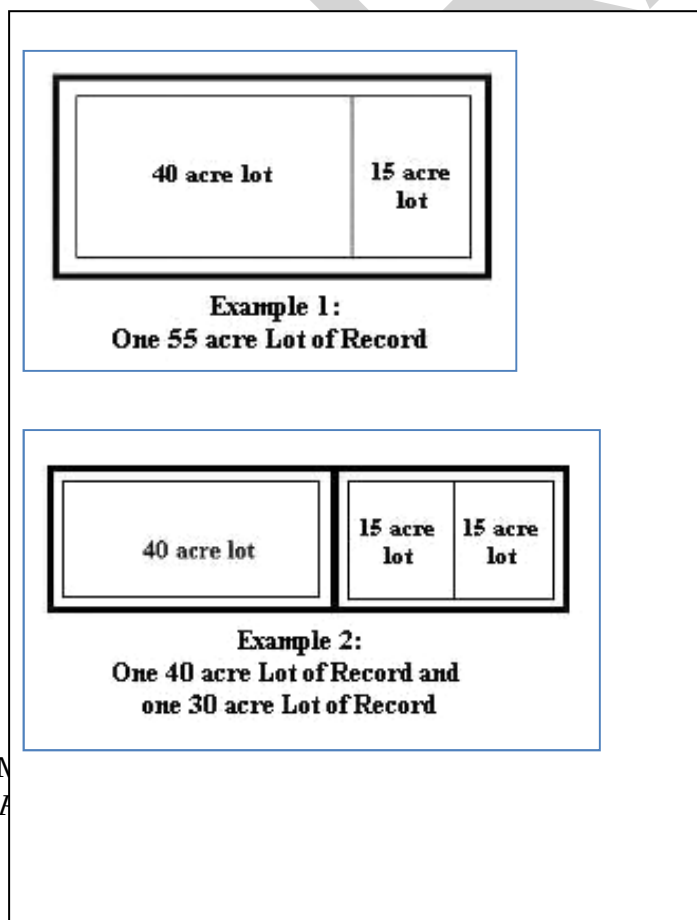 40 acre lot
15 acre
lot
Example 1:
One 55 acre Lot of Record
40 acre lot
15 acre
lot
15 acre
lot
Example 2:
One 40 acre Lot of Record and
one 30 acre Lot of Record